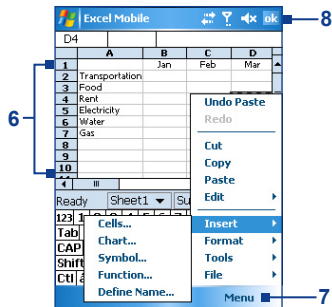 Excel Mobile ok 8
D4
A B C D
1 Jan Feb Mar
2 Transportation
3 Food
4 Rent
5 Electricity
6 Water
7 Gas
8
9
10
6
Undo Paste
Redo
Cut
Copy
Paste
Edit
Insert
Format
Tools
File
Ready Sheet1
Cells...
Chart...
Symbol...
Function...
Define Name...
123
Tab
CAP
Shift
Ctl
Menu 7